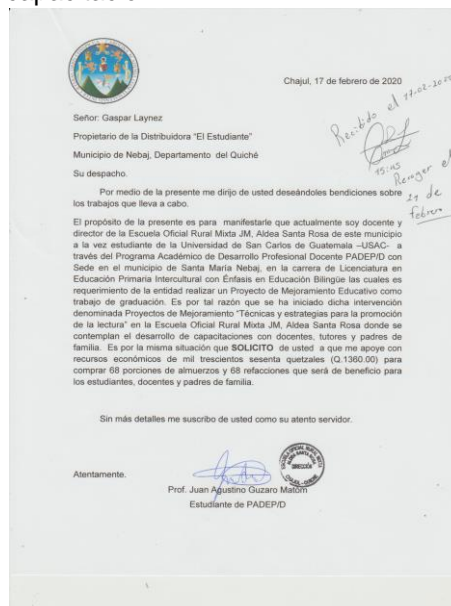 Chajul, 17 de febrero de 2020
Recibido el 17-02-2020
15:45
Recoger el
21 de
febrero
Señor: Gaspar Laynez
Propietario de la Distribuidora "El Estudiante"
Municipio de Nebaj, Departamento del Quiché
Su despacho.
Por medio de la presente me dirijo de usted deseándoles bendiciones sobre
los trabajos que lleva a cabo.
El propósito de la presente es para manifestarle que actualmente soy docente y
director de la Escuela Oficial Rural Mixta JM, Aldea Santa Rosa de este municipio
a la vez estudiante de la Universidad de San Carlos de Guatemala –USAC- a
través del Programa Académico de Desarrollo Profesional Docente PADEP/D con
Sede en el municipio de Santa María Nebaj, en la carrera de Licenciatura en
Educación Primaria Intercultural con Énfasis en Educación Bilingüe las cuales es
requerimiento de la entidad realizar un Proyecto de Mejoramiento Educativo como
trabajo de graduación. Es por tal razón que se ha iniciado dicha intervención
denominada Proyectos de Mejoramiento "Técnicas y estrategias para la promoción
de la lectura" en la Escuela Oficial Rural Mixta JM, Aldea Santa Rosa donde se
contemplan el desarrollo de capacitaciones con docentes, tutores y padres de
familia. Es por la misma situación que SOLICITO de usted a que me apoye con
recursos económicos de mil trescientos sesenta quetzales (Q.1360.00) para
comprar 68 porciones de almuerzos y 68 refacciones que será de beneficio para
los estudiantes, docentes y padres de familia.
Sin más detalles me suscribo de usted como su atento servidor.
Atentamente.
DIRECCIÓN
Prof. Juan Agustino Guzaro Matom
Estudiante de PADEP/D